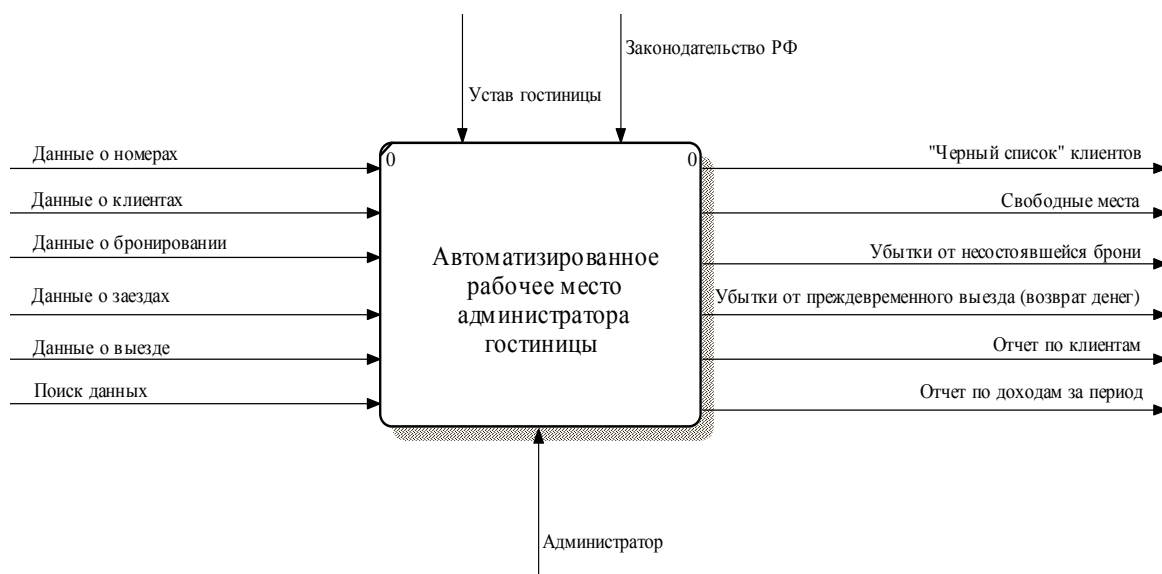 Законодательство РФ
Устав гостиницы
Данные о номерах
Данные о клиентах
Данные о бронировании
Данные о заездах
Данные о выезде
Поиск данных
0
0
Автоматизированное
рабочее место
администратора
гостиницы
"Черный список" клиентов
Свободные места
Убытки от несостоявшейся брони
Убытки от преждевременного выезда (возврат денег)
Отчет по клиентам
Отчет по доходам за период
Администратор